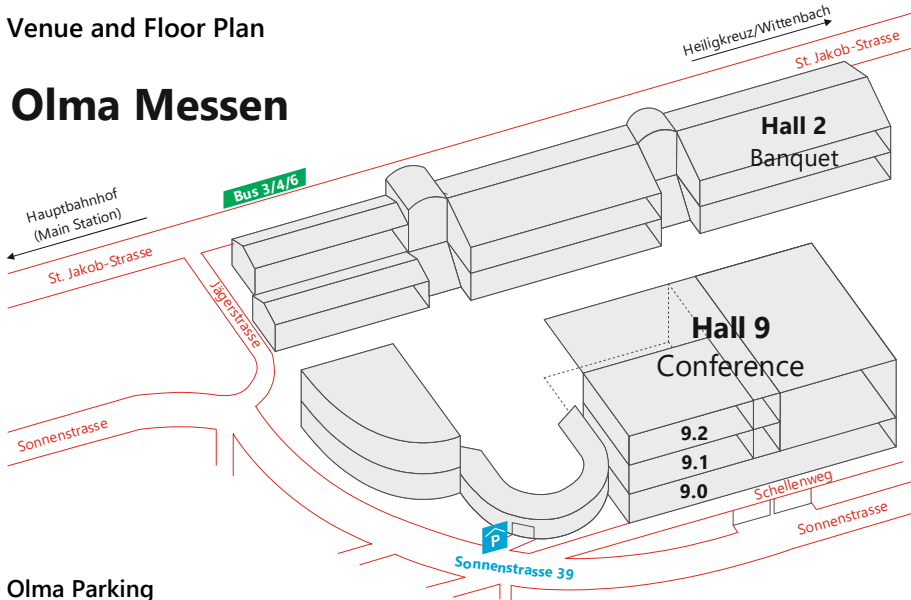 Venue and Floor Plan
Olma Messen
Heiligkreuz/Wittenbach
St. Jakob-Strasse
Hall 2
Banquet
Bus 3/4/6
Hauptbahnhof
(Main Station)
St. Jakob-Strasse
Jägerstrasse
Hall 9
Conference
Sonnenstrasse
9.2
9.1
9.0
Schellenweg
Sonnenstrasse
P
Sonnenstrasse 39
Olma Parking